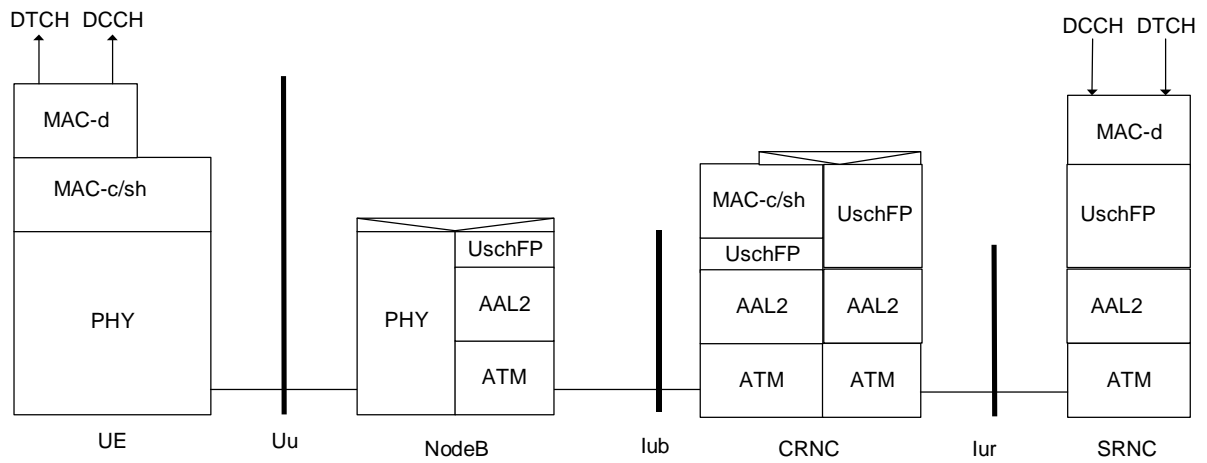 DTCH DCCH
DCCH DTCH
MAC-d
MAC-d
MAC-c/sh
MAC-c/sh
UschFP
UschFP
UschFP
UschFP
PHY
PHY
AAL2
AAL2
AAL2
AAL2
ATM
ATM
ATM
ATM
UE
Uu
NodeB
Iub
CRNC
Iur
SRNC